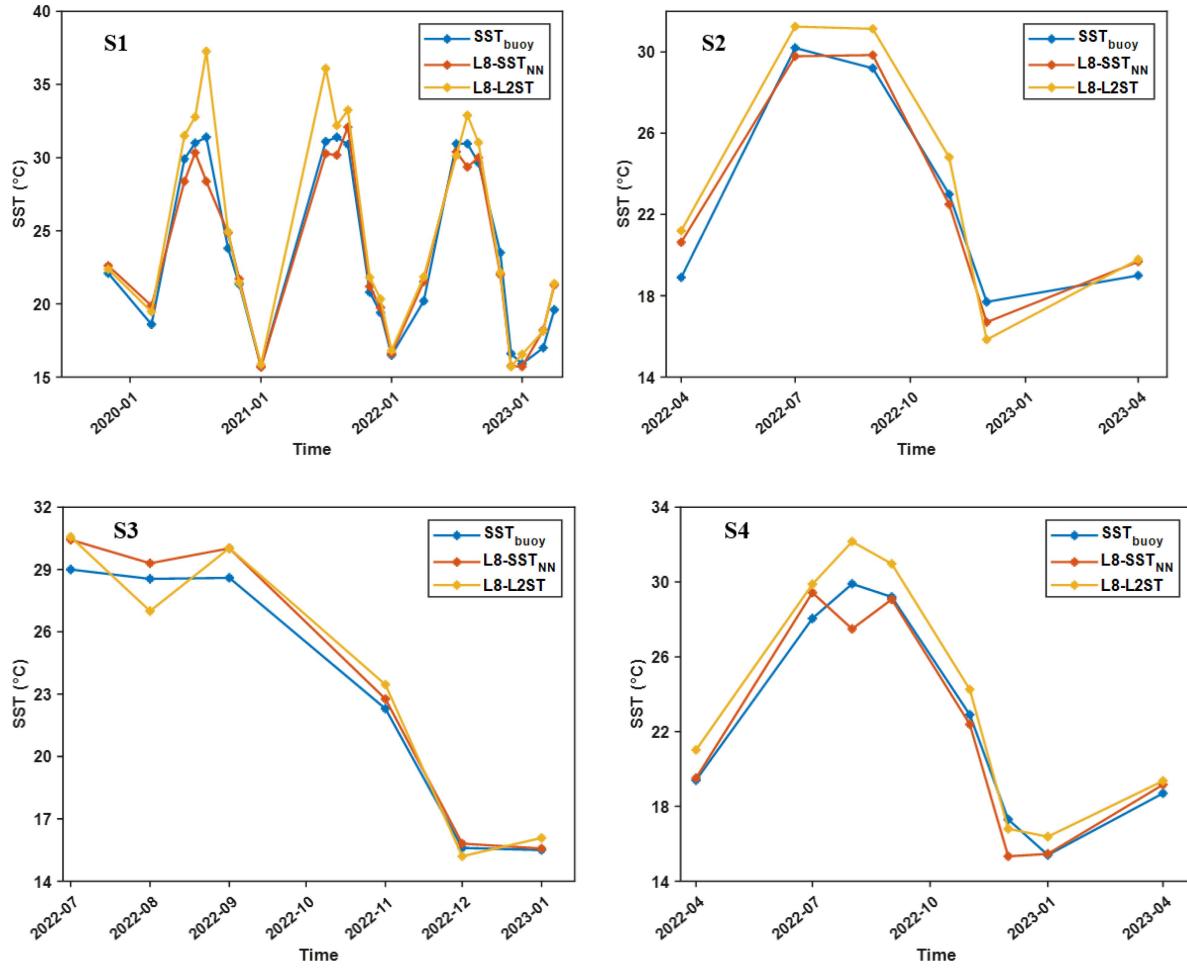 S1
SST_buoy
L8-SST_NN
L8-L2ST
SST (°C)
40
35
30
25
20
15
2020-01
2021-01
2022-01
2023-01
Time
S2
SST_buoy
L8-SST_NN
L8-L2ST
SST (°C)
30
26
22
18
14
2022-04
2022-07
2022-10
2023-01
2023-04
Time
S3
SST_buoy
L8-SST_NN
L8-L2ST
SST (°C)
32
29
26
23
20
17
14
2022-07
2022-08
2022-09
2022-10
2022-11
2022-12
2023-01
Time
S4
SST_buoy
L8-SST_NN
L8-L2ST
SST (°C)
34
30
26
22
18
14
2022-04
2022-07
2022-10
2023-01
2023-04
Time